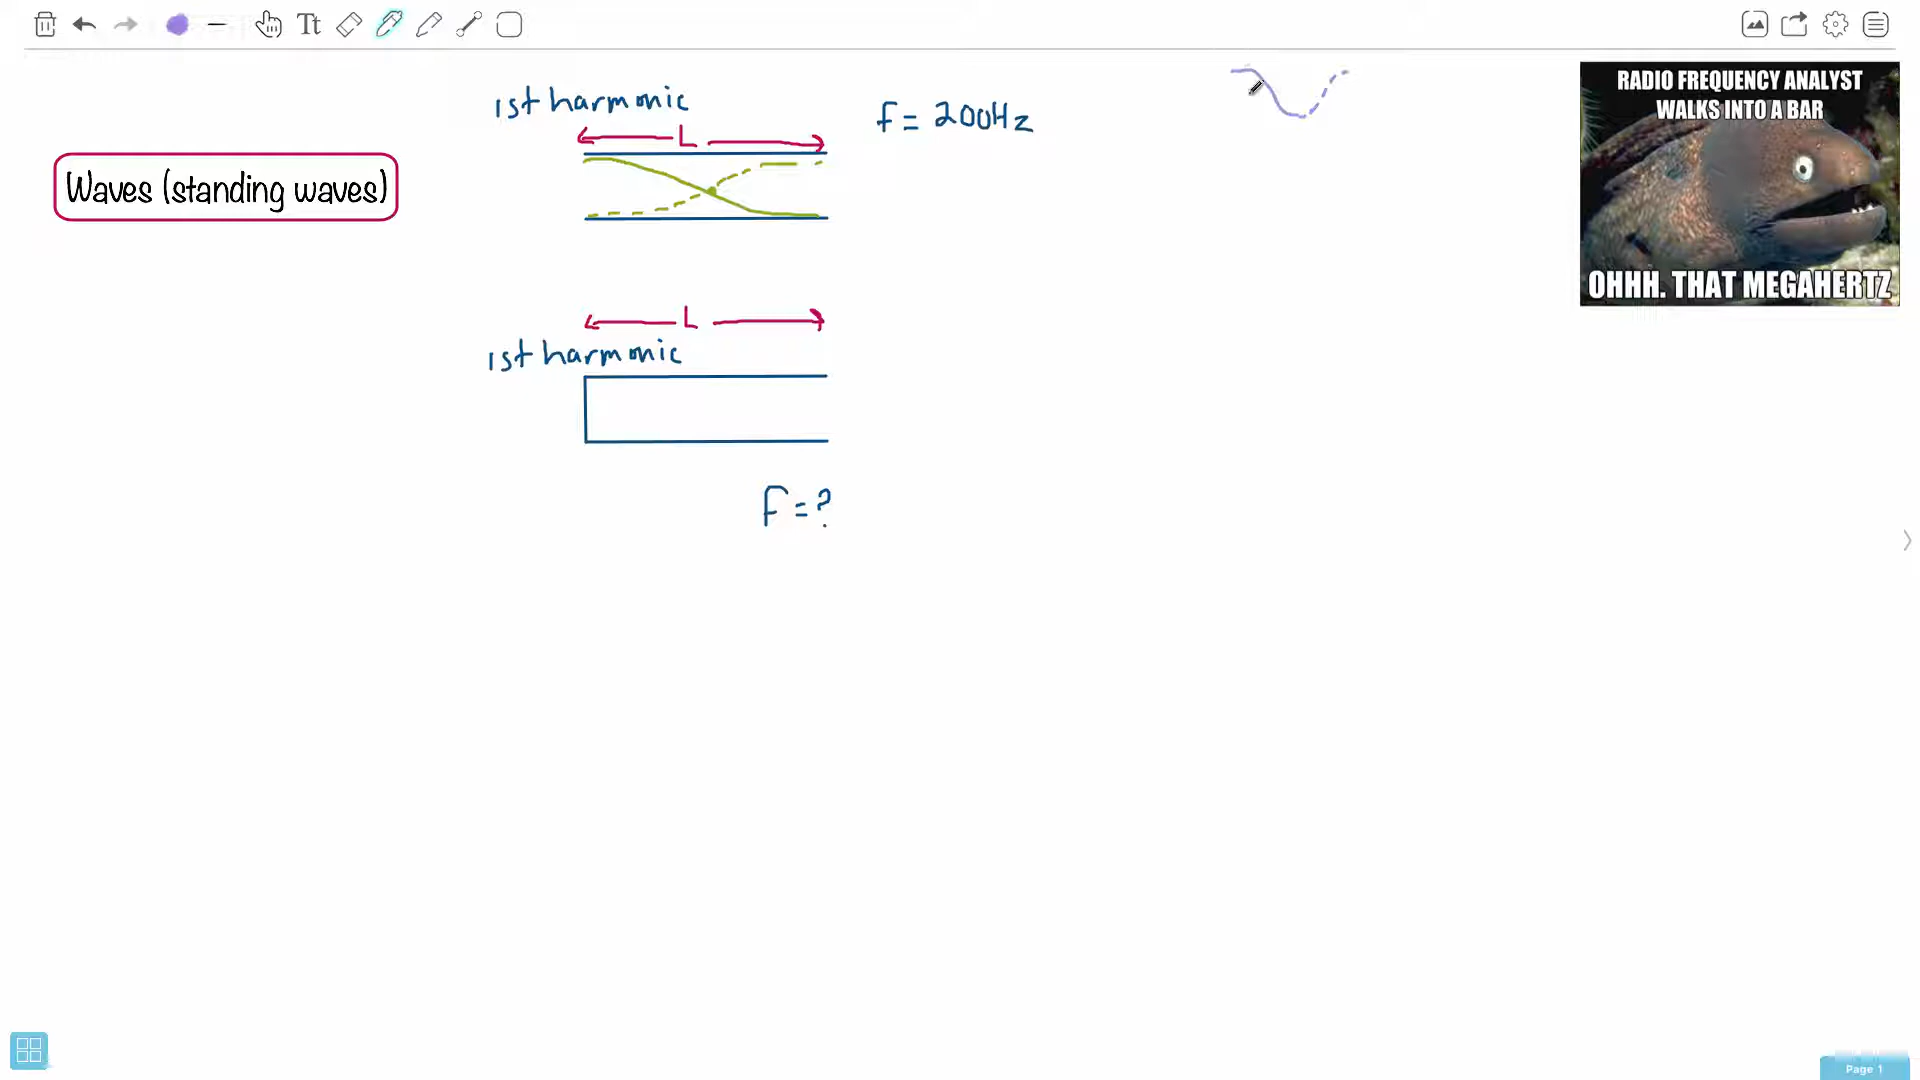 Tt
1st harmonic
L
f = 200Hz
Waves (standing waves)
RADIO FREQUENCY ANALYST
WALKS INTO A BAR
OHHH. THAT MEGAHERTZ
L
1st harmonic
F = ?
Page 1